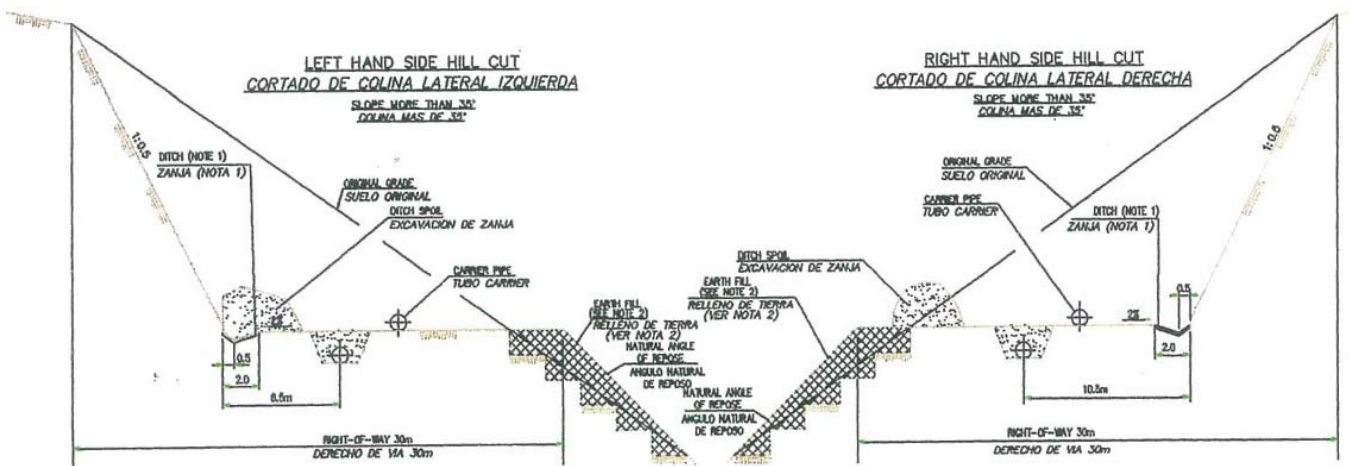 LEFT HAND SIDE HILL CUT
CORTADO DE COLINA LATERAL IZQUIERDA
SLOPE MORE THAN 35°
COLINA MAS DE 35°
1:0.5
DITCH (NOTE 1)
ZANJA (NOTA 1)
ORIGINAL GRADE
SUELO ORIGINAL
DITCH SPOIL
EXCAVACION DE ZANJA
CARRIER PIPE
TUBO CARRIER
EARTH FILL
(SEE NOTE 2)
RELLENO DE TIERRA
(VER NOTA 2)
NATURAL ANGLE
OF REPOSE
ANGULO NATURAL
DE REPOSO
0.5
2.0
RIGHT-OF-WAY 30m
DERECHO DE VIA 30m
RIGHT HAND SIDE HILL CUT
CORTADO DE COLINA LATERAL DERECHA
SLOPE MORE THAN 35°
COLINA MAS DE 35°
1:0.5
ORIGINAL GRADE
SUELO ORIGINAL
CARRIER PIPE
TUBO CARRIER
DITCH (NOTE 1)
ZANJA (NOTA 1)
DITCH SPOIL
EXCAVACION DE ZANJA
EARTH FILL
(SEE NOTE 2)
RELLENO DE TIERRA
(VER NOTA 2)
NATURAL ANGLE
OF REPOSE
ANGULO NATURAL
DE REPOSO
0.5
2%
2.0
10.5m
RIGHT-OF-WAY 30m
DERECHO DE VIA 30m